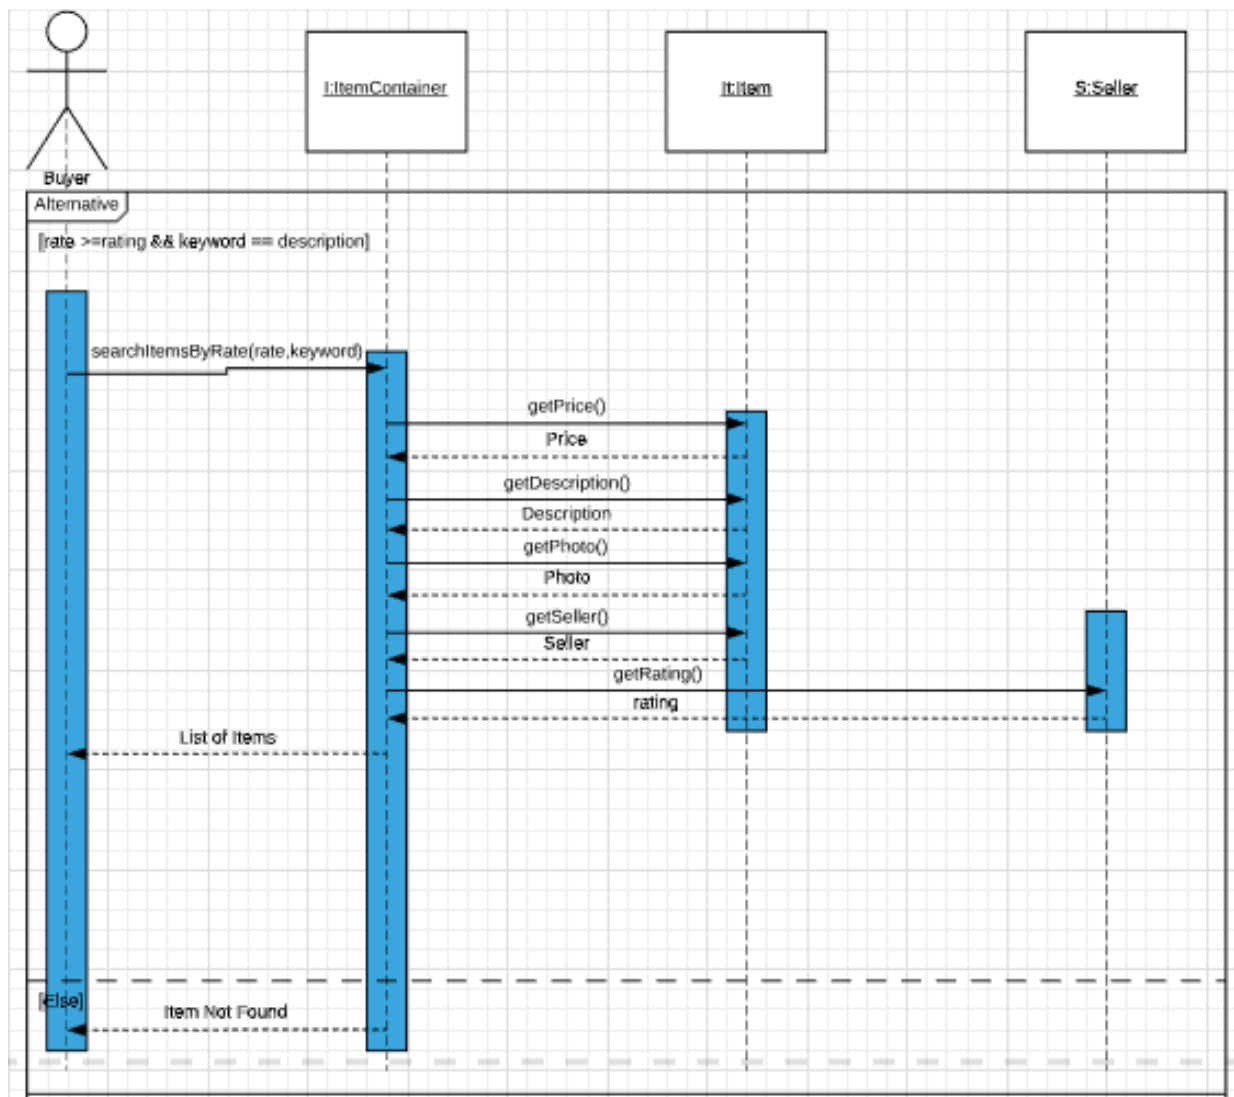 I:ItemContainer
It:Item
S:Seller
Buyer
Alternative
[rate >=rating && keyword == description]
searchItemsByRate(rate,keyword)
getPrice()
Price
getDescription()
Description
getPhoto()
Photo
getSeller()
Seller
getRating()
rating
List of Items
[Else]
Item Not Found